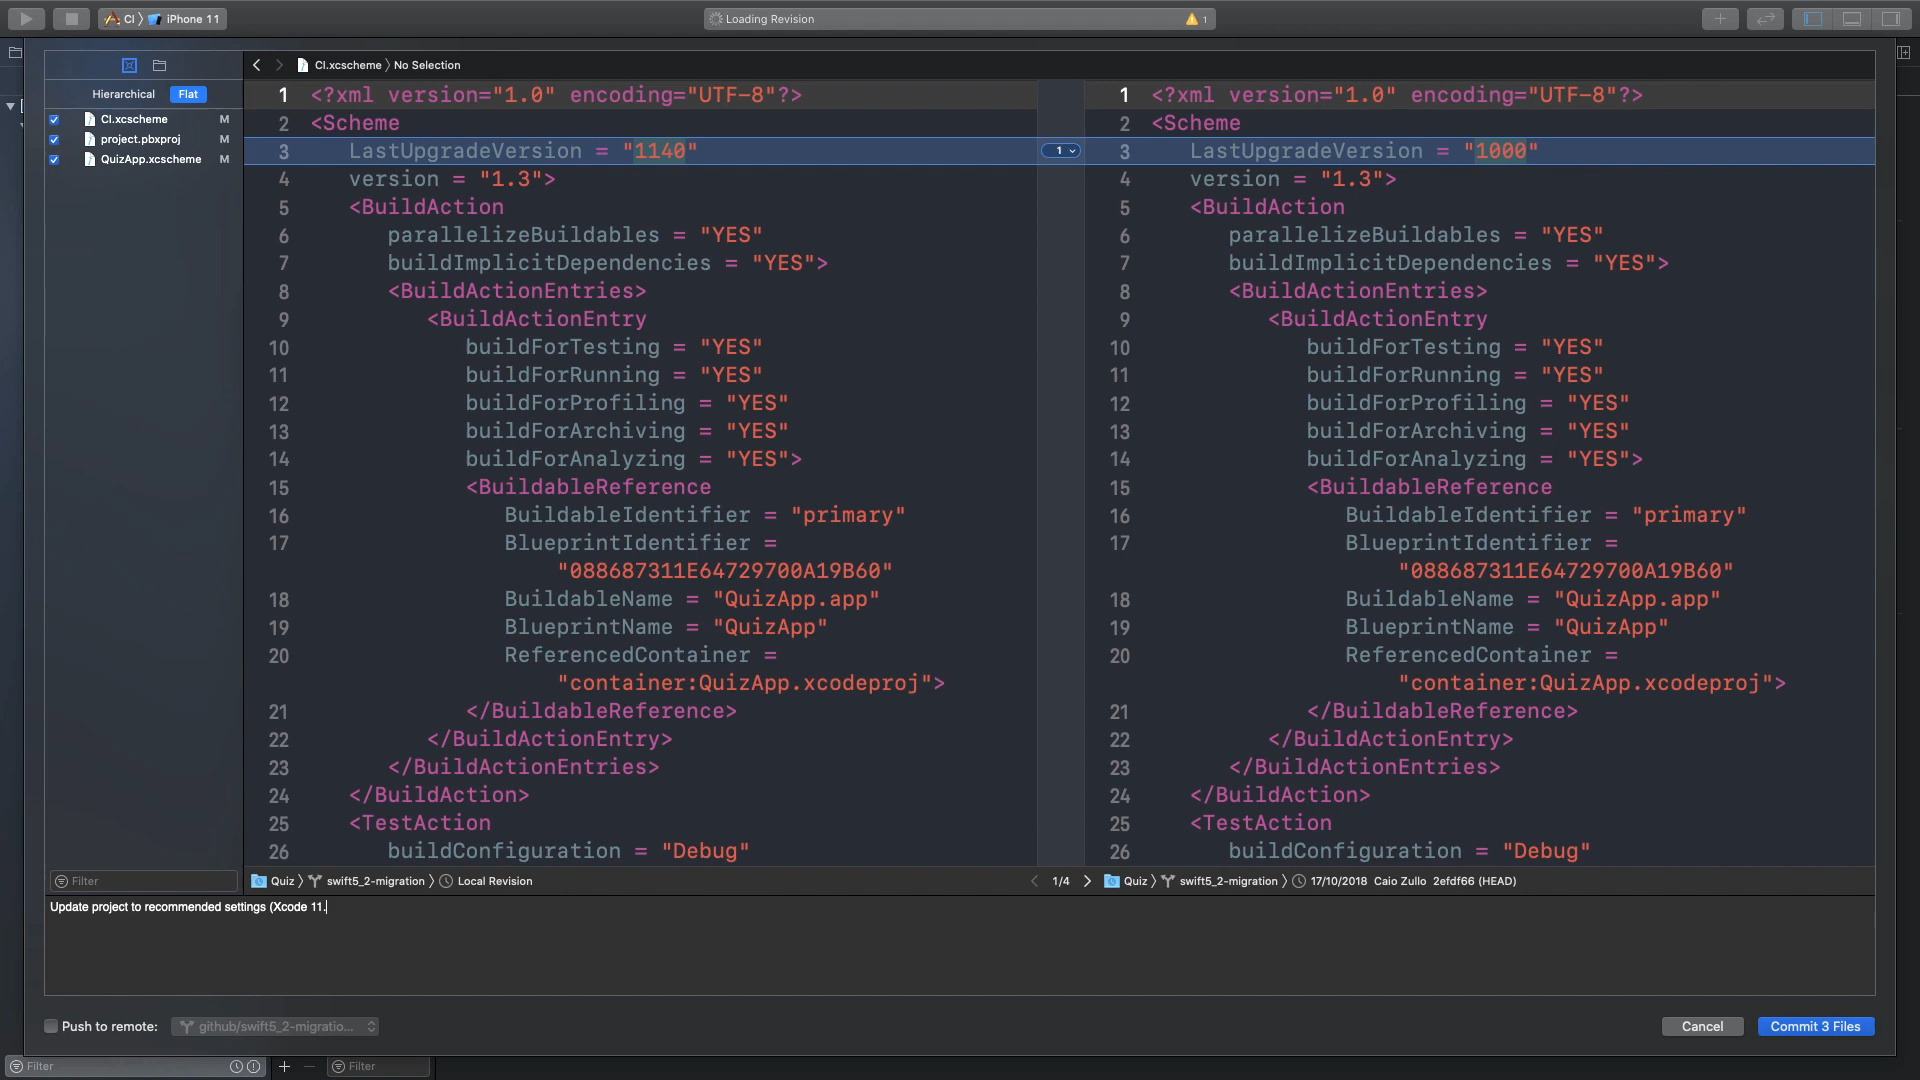 CI 〉 iPhone 11
Loading Revision
1
CI.xcscheme 〉 No Selection
Hierarchical Flat
CI.xcscheme M
project.pbxproj M
QuizApp.xcscheme M
1 <?xml version="1.0" encoding="UTF-8"?>
2 <Scheme
3 LastUpgradeVersion = "1140"
4 version = "1.3">
5 <BuildAction
6 parallelizeBuildables = "YES"
7 buildImplicitDependencies = "YES">
8 <BuildActionEntries>
9 <BuildActionEntry
10 buildForTesting = "YES"
11 buildForRunning = "YES"
12 buildForProfiling = "YES"
13 buildForArchiving = "YES"
14 buildForAnalyzing = "YES">
15 <BuildableReference
16 BuildableIdentifier = "primary"
17 BlueprintIdentifier =
"088687311E64729700A19B60"
18 BuildableName = "QuizApp.app"
19 BlueprintName = "QuizApp"
20 ReferencedContainer =
"container:QuizApp.xcodeproj">
21 </BuildableReference>
22 </BuildActionEntry>
23 </BuildActionEntries>
24 </BuildAction>
25 <TestAction
26 buildConfiguration = "Debug"
1
1 <?xml version="1.0" encoding="UTF-8"?>
2 <Scheme
3 LastUpgradeVersion = "1000"
4 version = "1.3">
5 <BuildAction
6 parallelizeBuildables = "YES"
7 buildImplicitDependencies = "YES">
8 <BuildActionEntries>
9 <BuildActionEntry
10 buildForTesting = "YES"
11 buildForRunning = "YES"
12 buildForProfiling = "YES"
13 buildForArchiving = "YES"
14 buildForAnalyzing = "YES">
15 <BuildableReference
16 BuildableIdentifier = "primary"
17 BlueprintIdentifier =
"088687311E64729700A19B60"
18 BuildableName = "QuizApp.app"
19 BlueprintName = "QuizApp"
20 ReferencedContainer =
"container:QuizApp.xcodeproj">
21 </BuildableReference>
22 </BuildActionEntry>
23 </BuildActionEntries>
24 </BuildAction>
25 <TestAction
26 buildConfiguration = "Debug"
Filter
Quiz 〉 swift5_2-migration 〉 Local Revision
1/4
Quiz 〉 swift5_2-migration 〉 17/10/2018 Caio Zullo 2efdf66 (HEAD)
Update project to recommended settings (Xcode 11.
Push to remote: github/swift5_2-migratio...
Cancel
Commit 3 Files
Filter
Filter